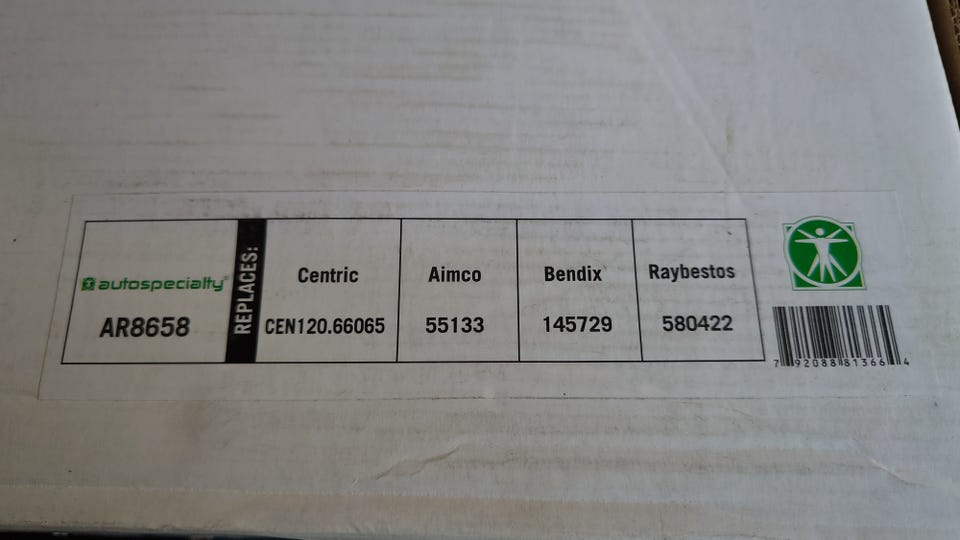 autospecialty®
AR8658
REPLACES:
Centric
CEN120.66065
Aimco
55133
Bendix
145729
Raybestos
580422
7 92088 81366 4